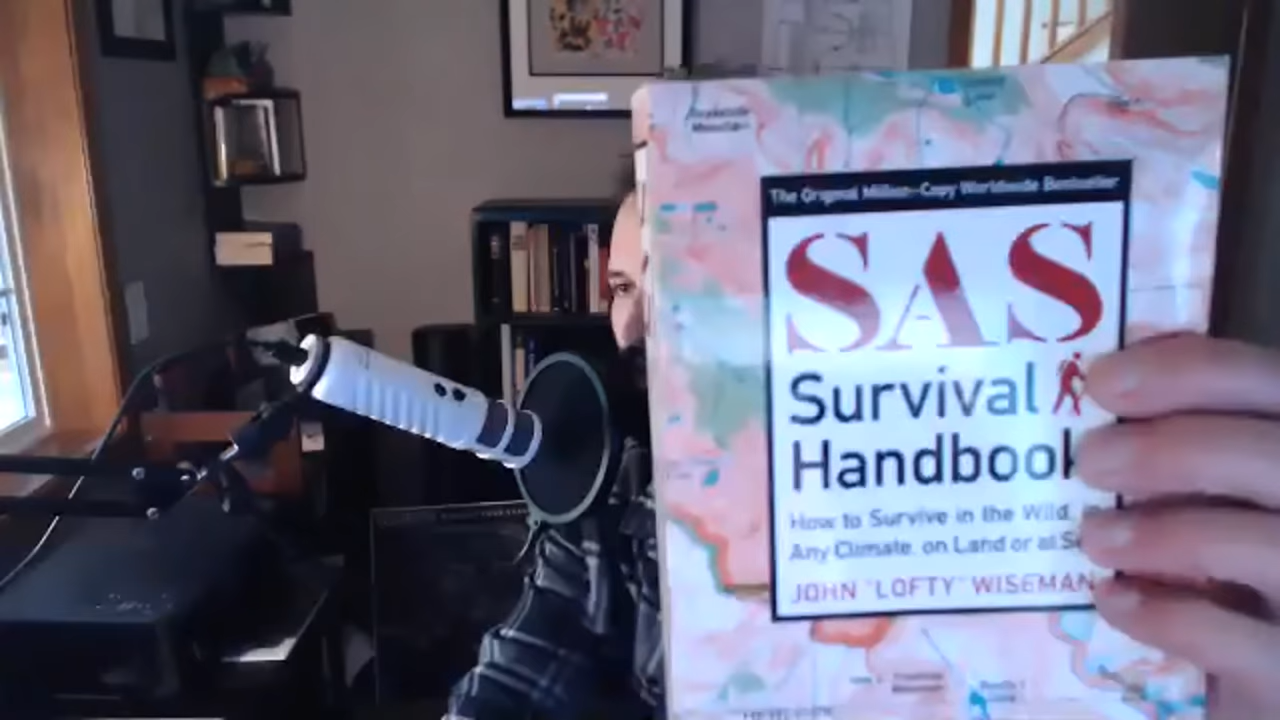 The Original Million-Copy Worldwide Bestseller
SAS
Survival
Handbook
How to Survive in the Wild, in
Any Climate, on Land or at Se
JOHN "LOFTY" WISEMAN